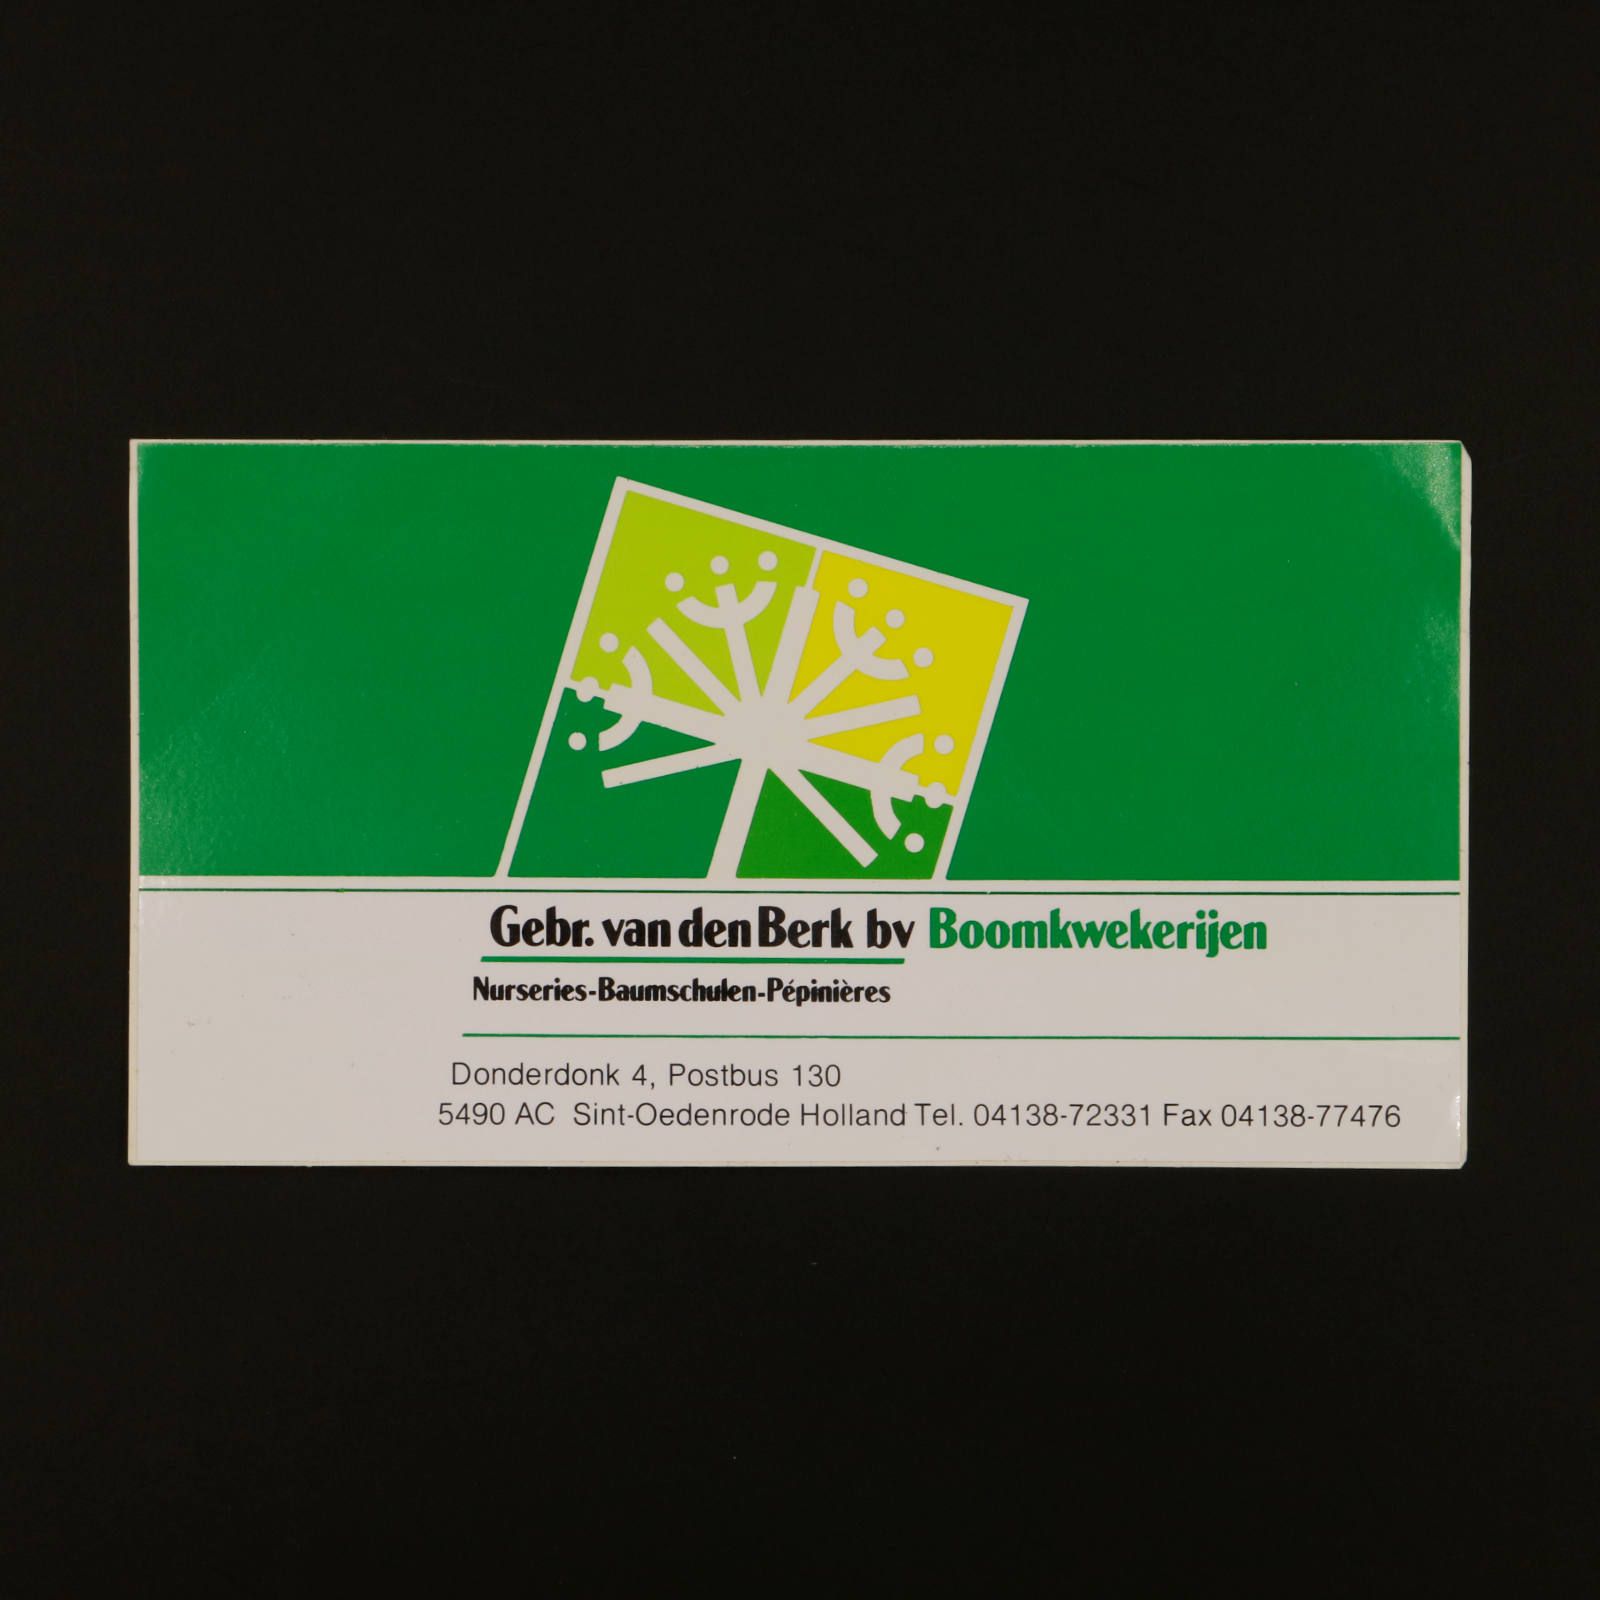 Gebr. van den Berk bv Boomkwekerijen
Nurseries-Baumschulen-Pépinières
Donderdonk 4, Postbus 130
5490 AC Sint-Oedenrode Holland Tel. 04138-72331 Fax 04138-77476